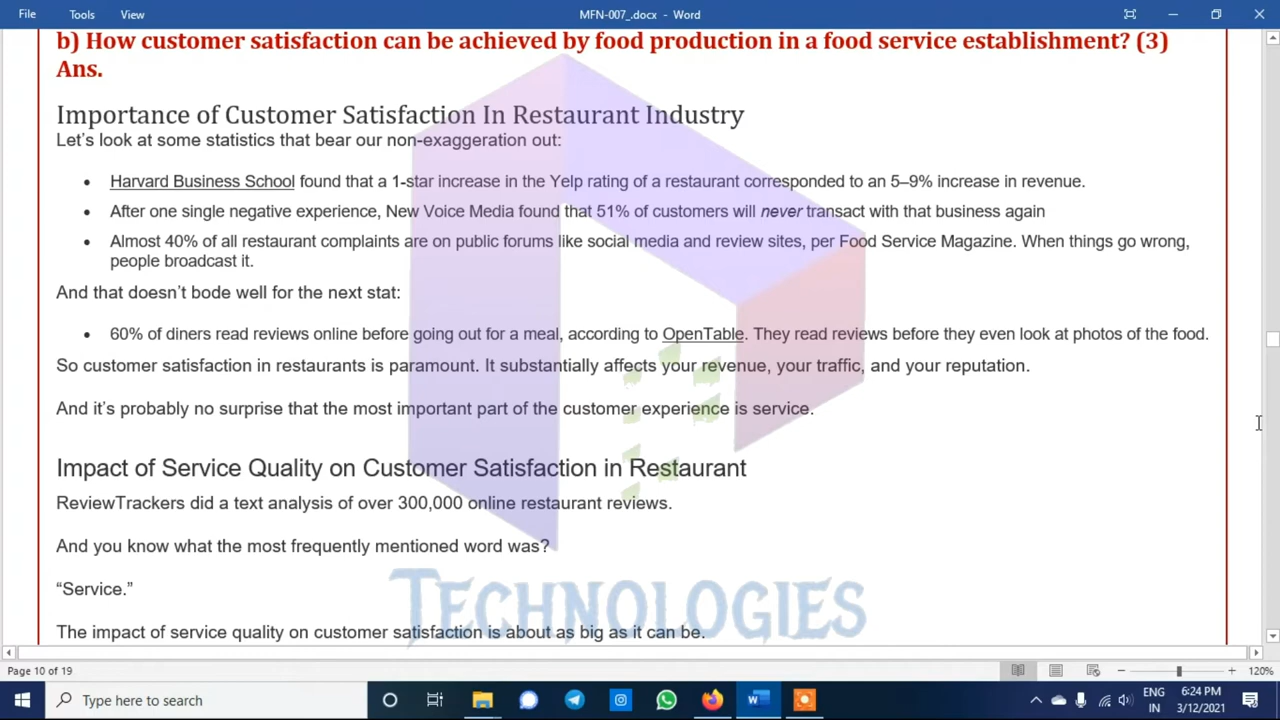 File Tools View MFN-007_.docx - Word
b) How customer satisfaction can be achieved by food production in a food service establishment? (3)
Ans.
Importance of Customer Satisfaction In Restaurant Industry
Let’s look at some statistics that bear our non-exaggeration out:
• Harvard Business School found that a 1-star increase in the Yelp rating of a restaurant corresponded to an 5–9% increase in revenue.
• After one single negative experience, New Voice Media found that 51% of customers will never transact with that business again
• Almost 40% of all restaurant complaints are on public forums like social media and review sites, per Food Service Magazine. When things go wrong,
people broadcast it.
And that doesn’t bode well for the next stat:
• 60% of diners read reviews online before going out for a meal, according to OpenTable. They read reviews before they even look at photos of the food.
So customer satisfaction in restaurants is paramount. It substantially affects your revenue, your traffic, and your reputation.
And it’s probably no surprise that the most important part of the customer experience is service.
Impact of Service Quality on Customer Satisfaction in Restaurant
ReviewTrackers did a text analysis of over 300,000 online restaurant reviews.
And you know what the most frequently mentioned word was?
“Service.”
TECHNOLOGIES
The impact of service quality on customer satisfaction is about as big as it can be.
Page 10 of 19 120%
Type here to search ENG 6:24 PM
IN 3/12/2021